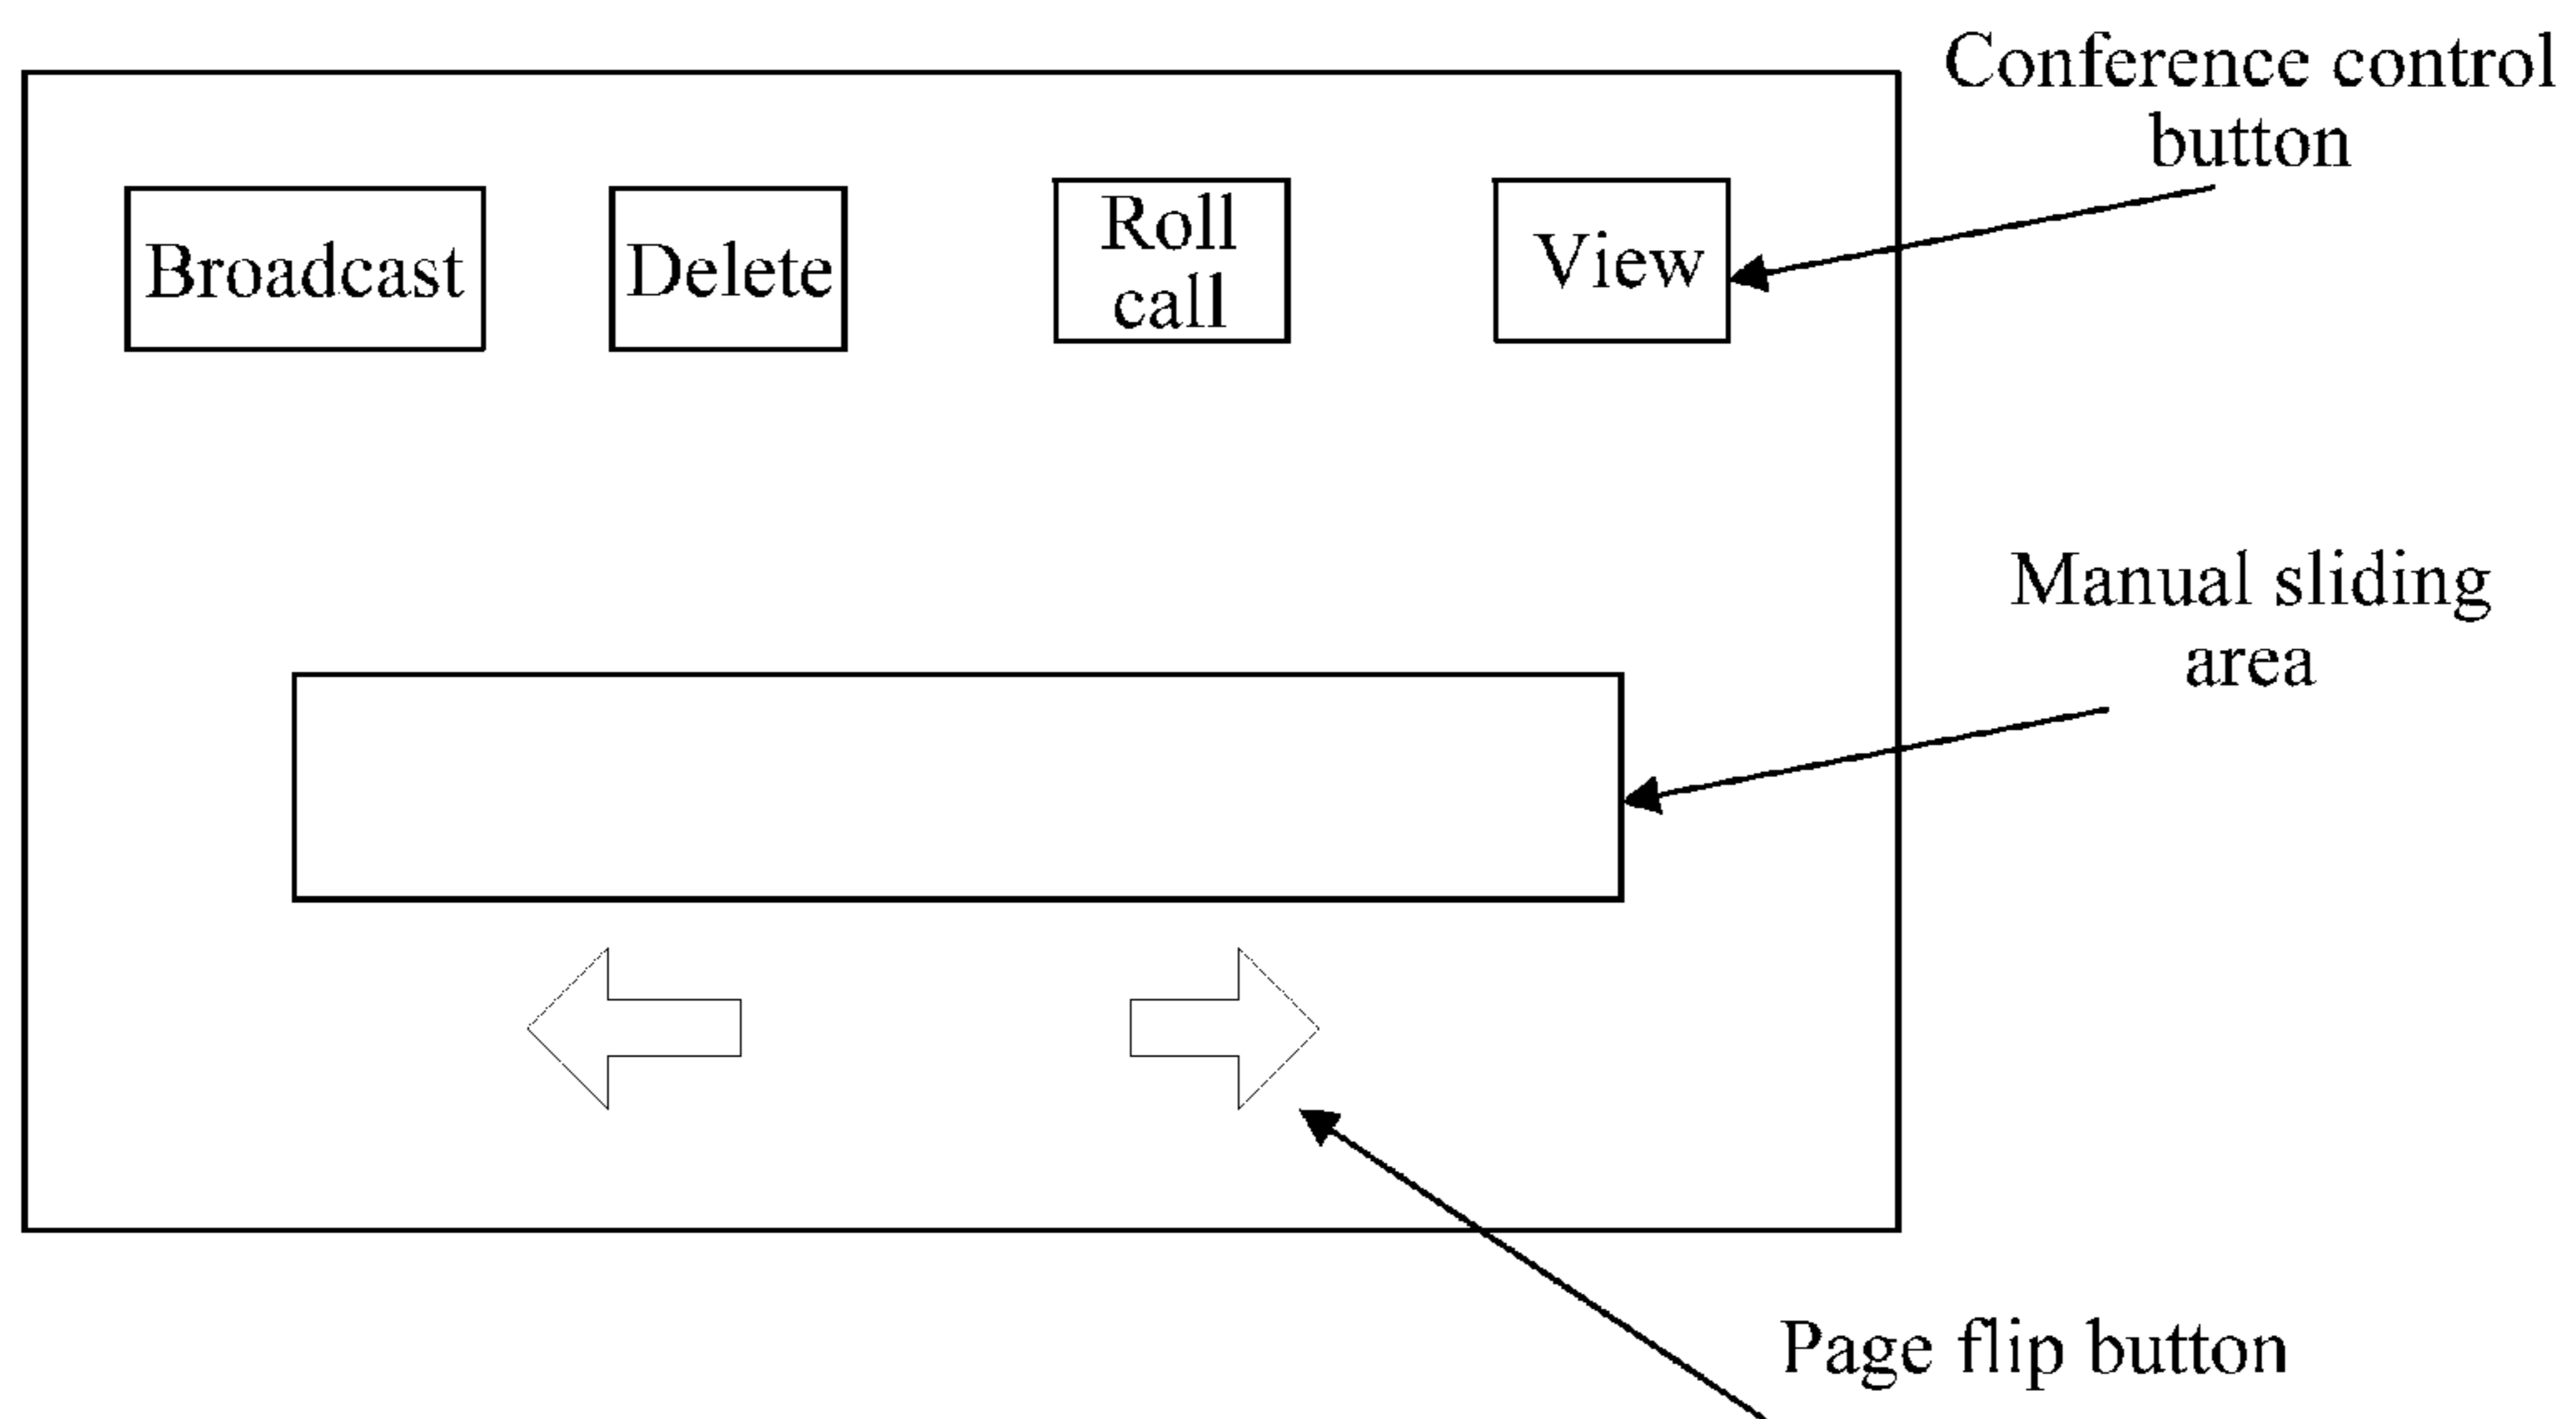 Conference control
button
Broadcast
Delete
Roll
call
View
Manual sliding
area
Page flip button